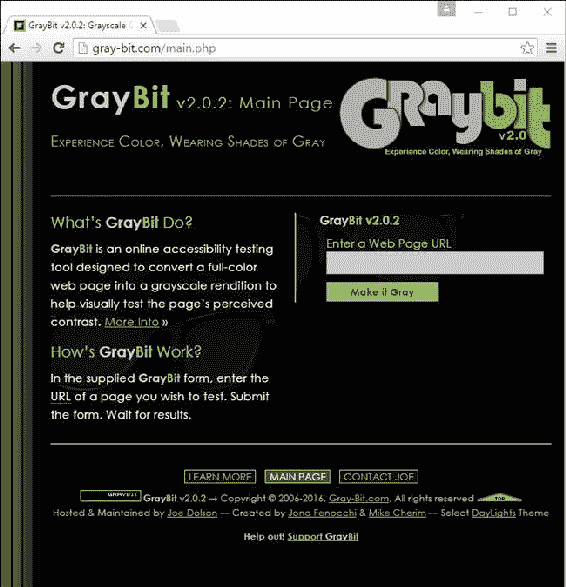 GrayBit v2.0.2: Grayscale
gray-bit.com/main.php
GrayBit v2.0.2: Main Page
Experience Color, Wearing Shades of Gray
Graybit
v2.0
Experience Color, Wearing Shades of Gray
What's GrayBit Do?
GrayBit is an online accessibility testing
tool designed to convert a full-color
web page into a grayscale rendition to
help visually test the page's perceived
contrast. More Info »
How's GrayBit Work?
In the supplied GrayBit form, enter the
URL of a page you wish to test. Submit
the form. Wait for results.
GrayBit v2.0.2
Enter a Web Page URL
Make it Gray
LEARN MORE MAIN PAGE CONTACT JOE
GrayBit v2.0.2 — Copyright © 2006-2016, Gray-Bit.com. All rights reserved
Hosted & Maintained by Joe Dolson — Created by Jona Fenocchi & Mike Cherim — Select DayLights Theme
Help out! Support GrayBit